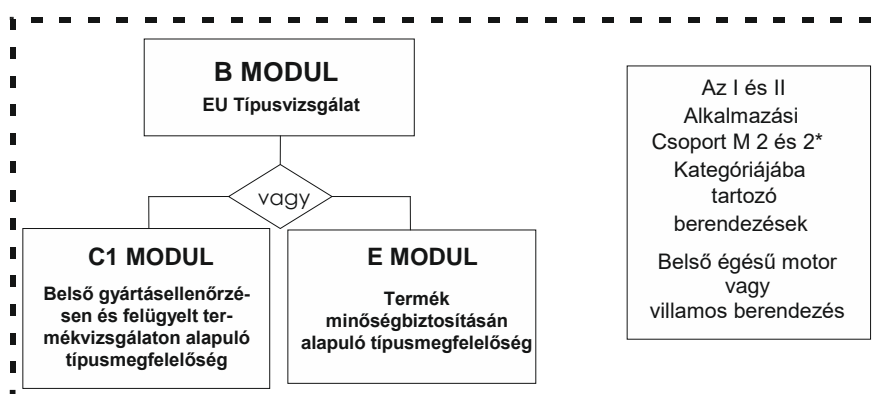 B MODUL
EU Típusvizsgálat
vagy
C1 MODUL
Belső gyártásellenőrzé-
sen és felügyelt ter-
mékvizsgálaton alapuló
típusmegfelelőség
E MODUL
Termék
minőségbiztosításán
alapuló típusmegfelelőség
Az I és II
Alkalmazási
Csoport M 2 és 2*
Kategóriájába
tartozó
berendezések
Belső égésű motor
vagy
villamos berendezés